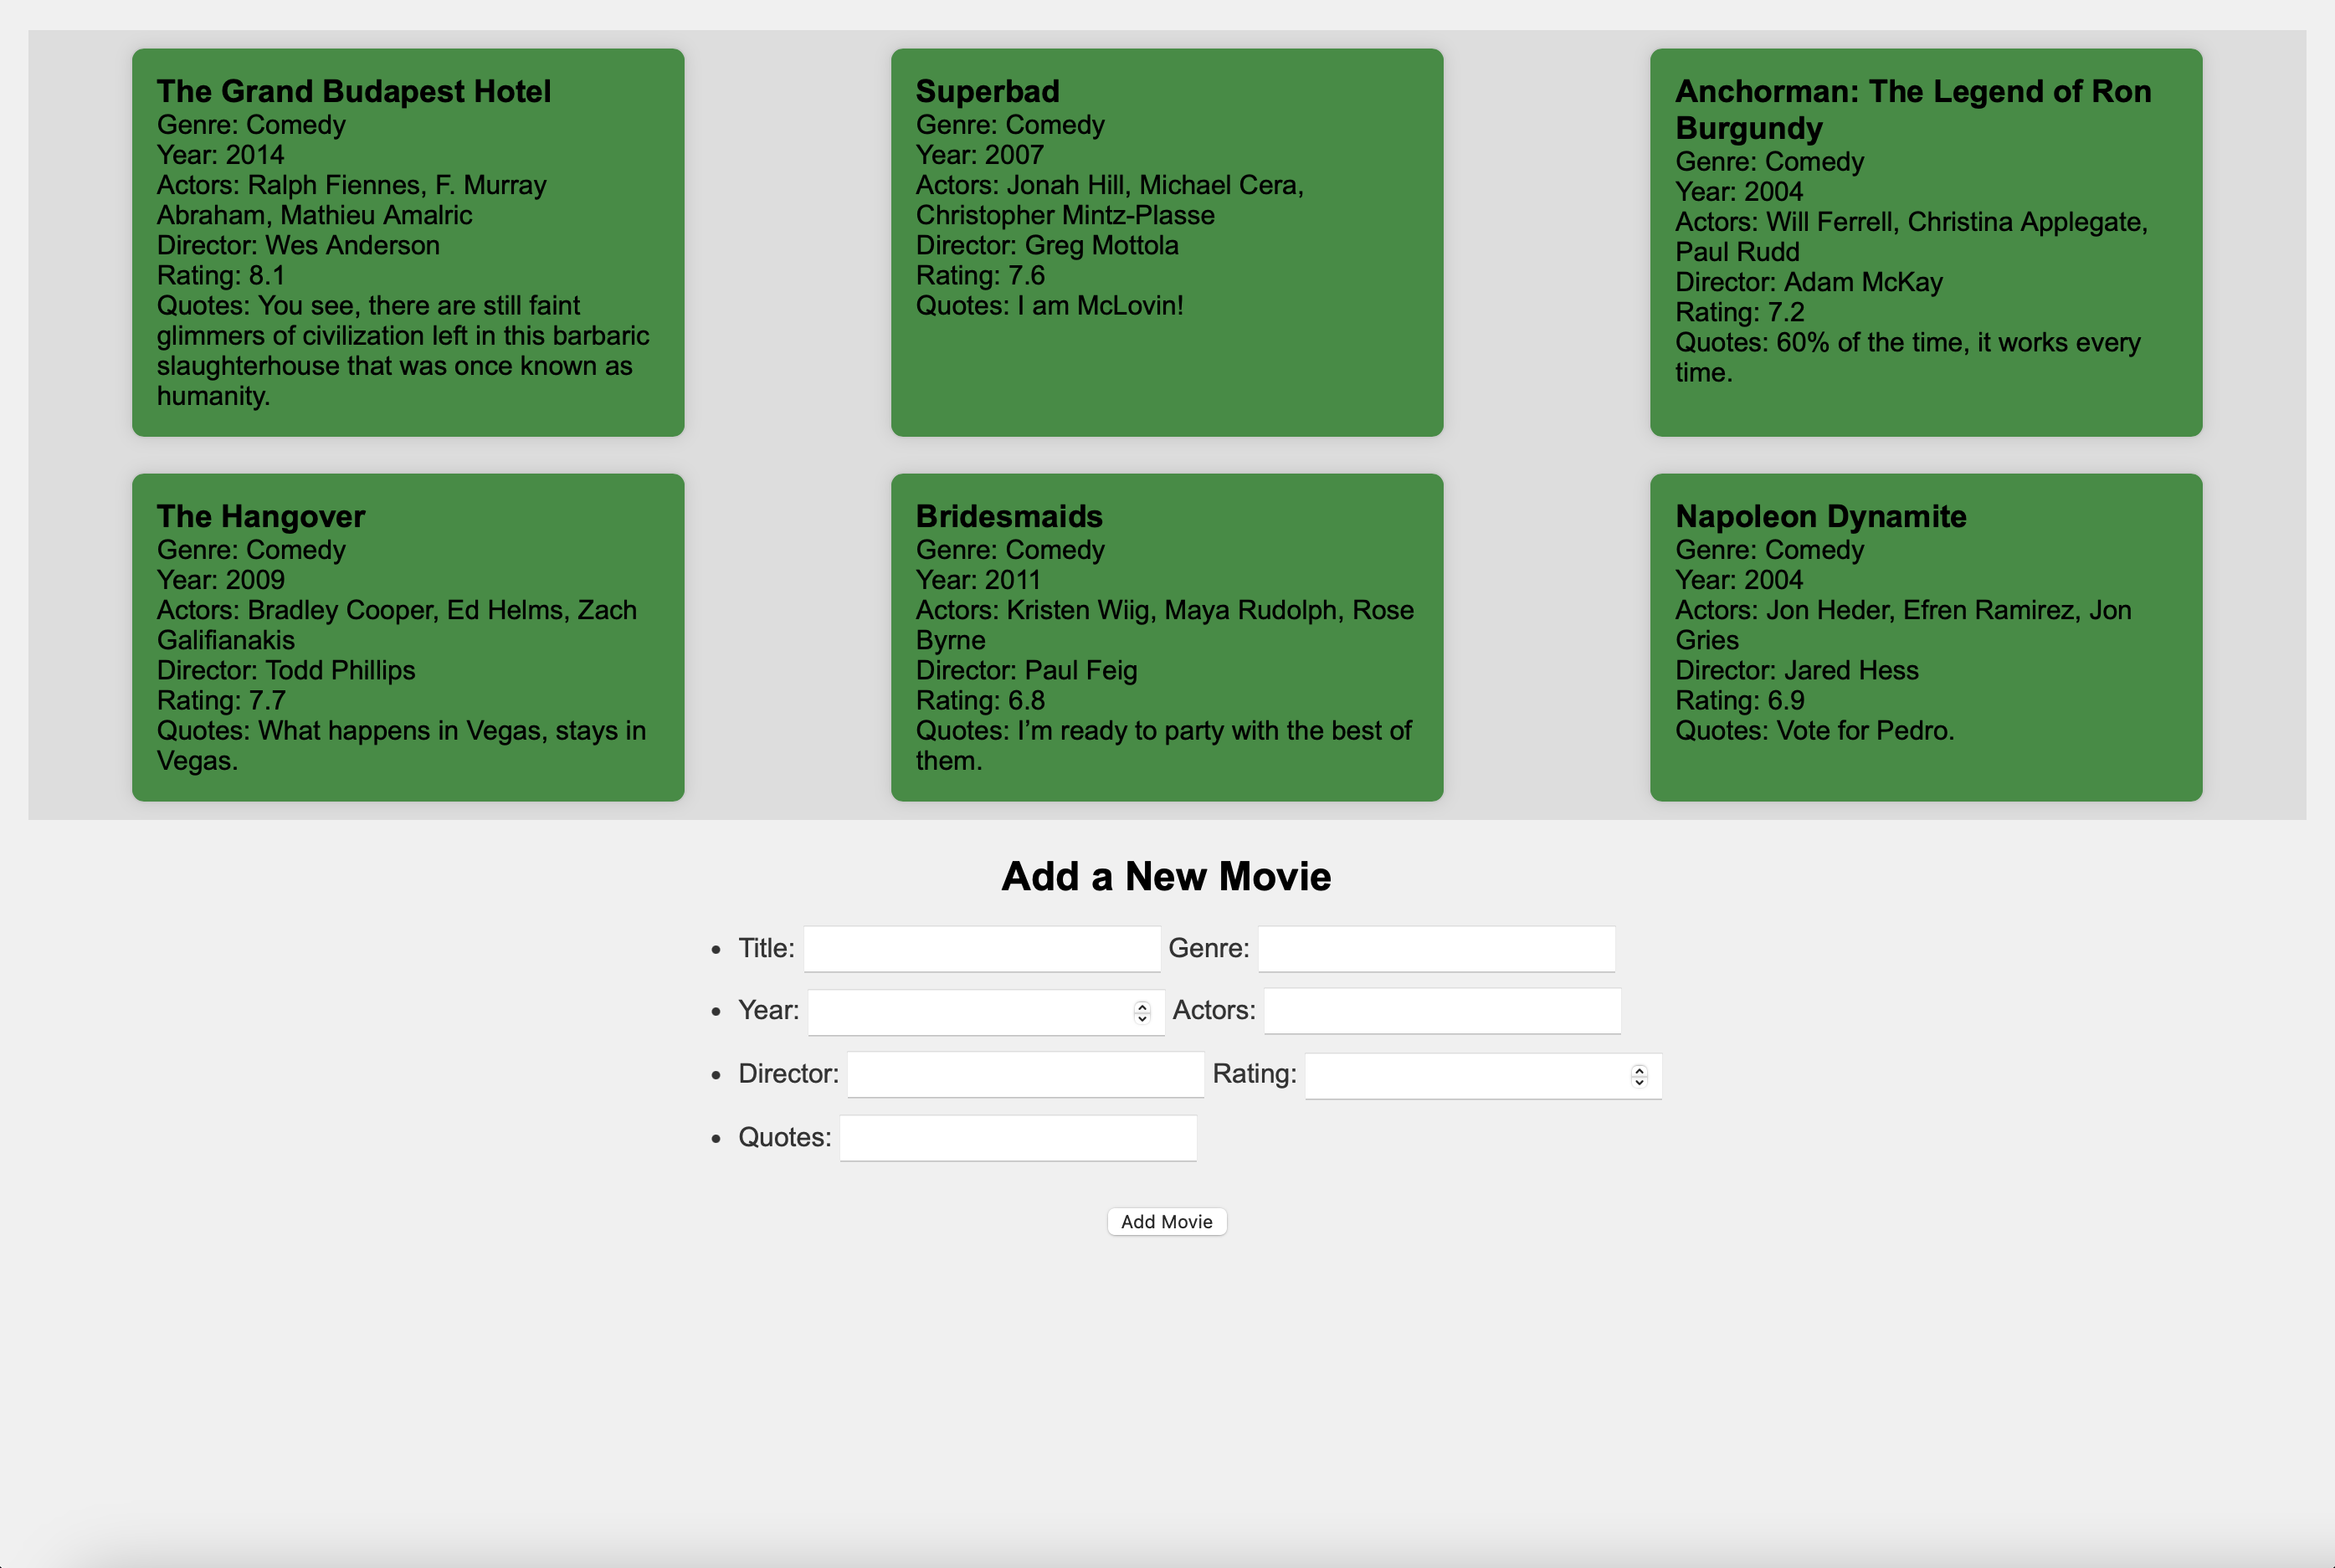 The Grand Budapest Hotel
Genre: Comedy
Year: 2014
Actors: Ralph Fiennes, F. Murray
Abraham, Mathieu Amalric
Director: Wes Anderson
Rating: 8.1
Quotes: You see, there are still faint
glimmers of civilization left in this barbaric
slaughterhouse that was once known as
humanity.
Superbad
Genre: Comedy
Year: 2007
Actors: Jonah Hill, Michael Cera,
Christopher Mintz-Plasse
Director: Greg Mottola
Rating: 7.6
Quotes: I am McLovin!
Anchorman: The Legend of Ron
Burgundy
Genre: Comedy
Year: 2004
Actors: Will Ferrell, Christina Applegate,
Paul Rudd
Director: Adam McKay
Rating: 7.2
Quotes: 60% of the time, it works every
time.
The Hangover
Genre: Comedy
Year: 2009
Actors: Bradley Cooper, Ed Helms, Zach
Galifianakis
Director: Todd Phillips
Rating: 7.7
Quotes: What happens in Vegas, stays in
Vegas.
Bridesmaids
Genre: Comedy
Year: 2011
Actors: Kristen Wiig, Maya Rudolph, Rose
Byrne
Director: Paul Feig
Rating: 6.8
Quotes: I’m ready to party with the best of
them.
Napoleon Dynamite
Genre: Comedy
Year: 2004
Actors: Jon Heder, Efren Ramirez, Jon
Gries
Director: Jared Hess
Rating: 6.9
Quotes: Vote for Pedro.
Add a New Movie
• Title: Genre:
• Year: Actors:
• Director: Rating:
• Quotes:
Add Movie